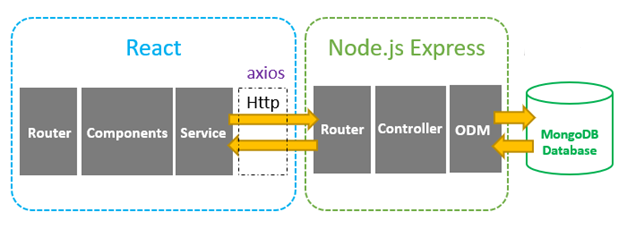 React
Node.js Express
axios
Http
Router
Components
Service
Router
Controller
ODM
MongoDB
Database